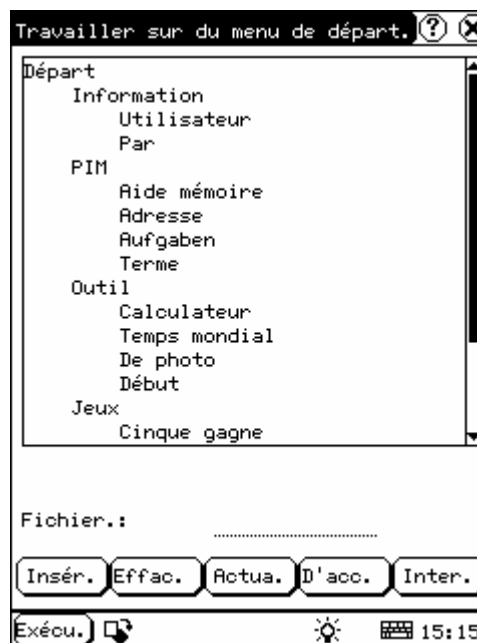 Travailler sur du menu de départ.
Départ
Information
Utilisateur
Par
PIM
Aide mémoire
Adresse
Aufgaben
Terme
Outil
Calculateur
Temps mondial
De photo
Début
Jeux
Cinque gagne
Fichier.:
Insér. Effac. Actua. D'acc. Inter.
Exécu. 15:15